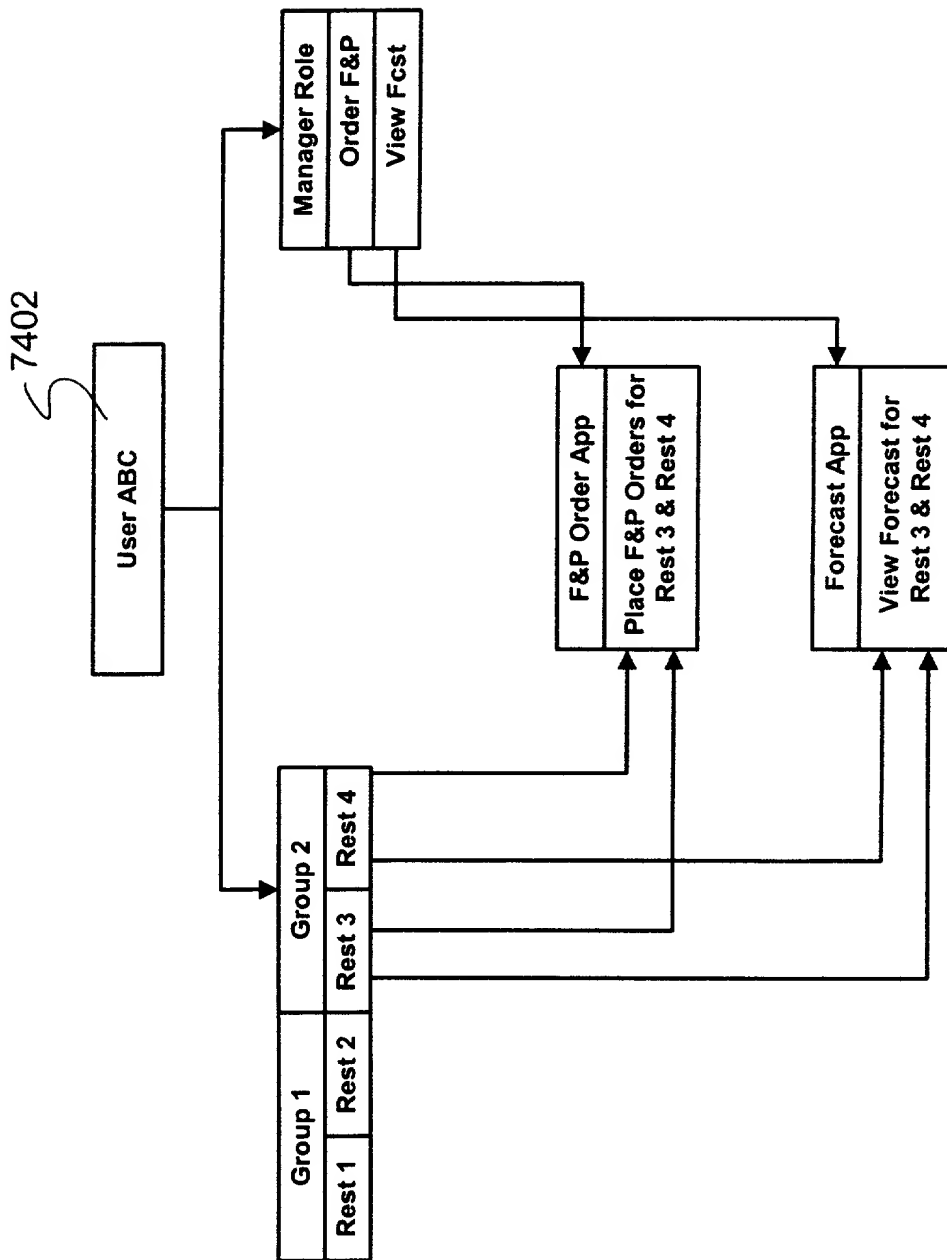 7402
User ABC
Group 1
Group 2
Rest 1
Rest 2
Rest 3
Rest 4
Manager Role
Order F&P
View Fcst
F&P Order App
Place F&P Orders for
Rest 3 & Rest 4
Forecast App
View Forecast for
Rest 3 & Rest 4